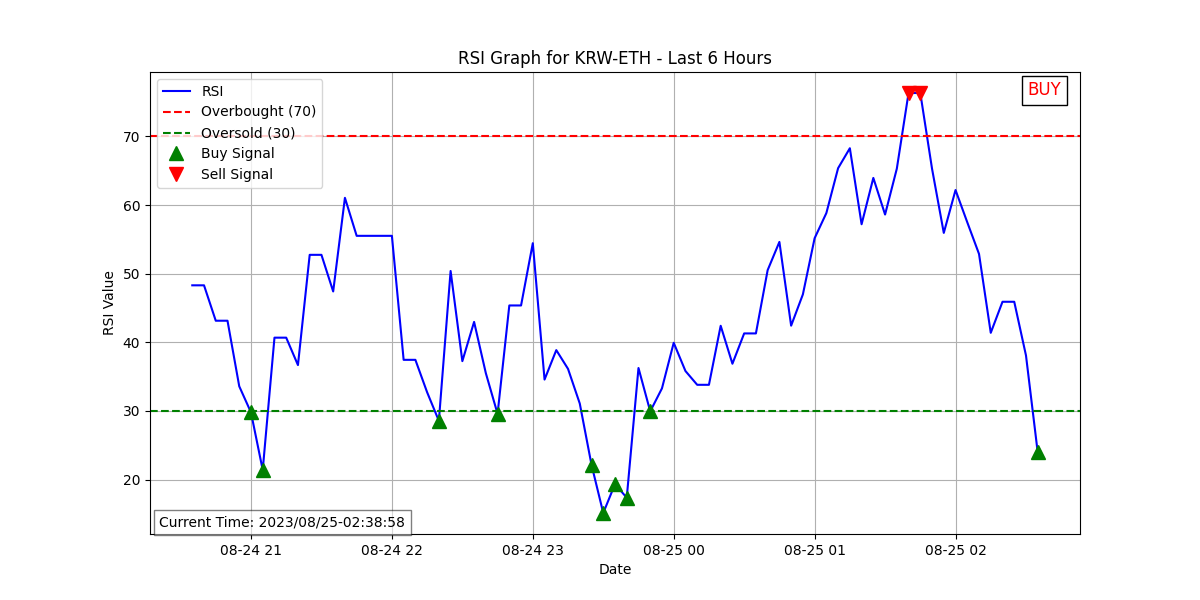 RSI Graph for KRW-ETH - Last 6 Hours
RSI
Overbought (70)
Oversold (30)
Buy Signal
Sell Signal
BUY
RSI Value
70
60
50
40
30
20
Current Time: 2023/08/25-02:38:58
08-24 21
08-24 22
08-24 23
08-25 00
08-25 01
08-25 02
Date